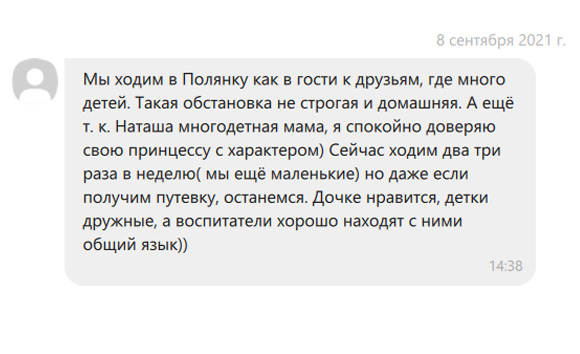 8 сентября 2021 г.
Мы ходим в Полянку как в гости к друзьям, где много
детей. Такая обстановка не строгая и домашняя. А ещё
т. к. Наташа многодетная мама, я спокойно доверяю
свою принцессу с характером) Сейчас ходим два три
раза в неделю( мы ещё маленькие) но даже если
получим путевку, останемся. Дочке нравится, детки
дружные, а воспитатели хорошо находят с ними
общий язык))
14:38